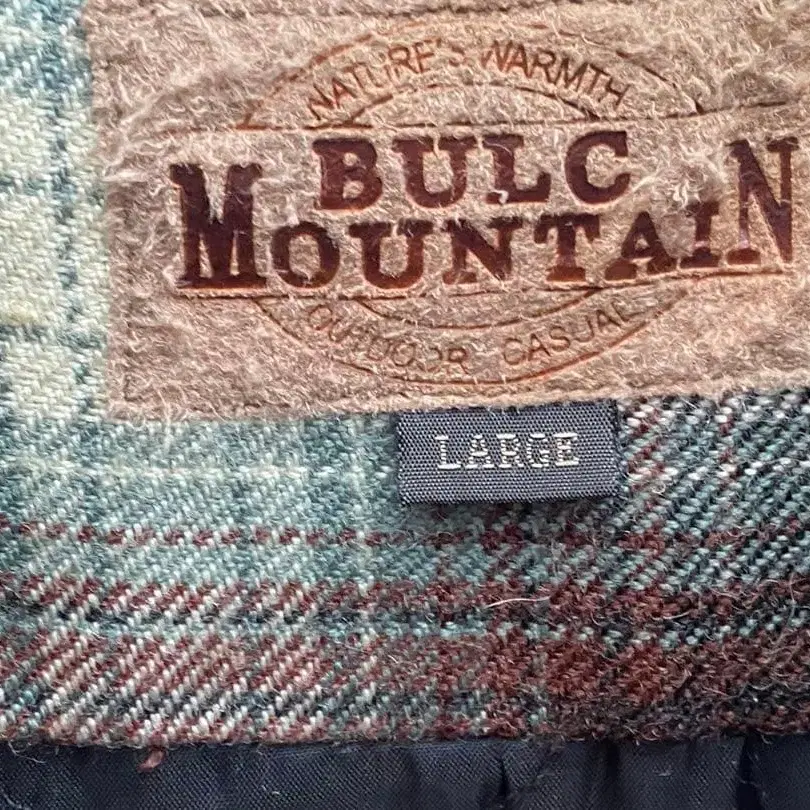 NATURE'S WARMTH
BULC
MOUNTAIN
OUTDOOR CASUAL
LARGE